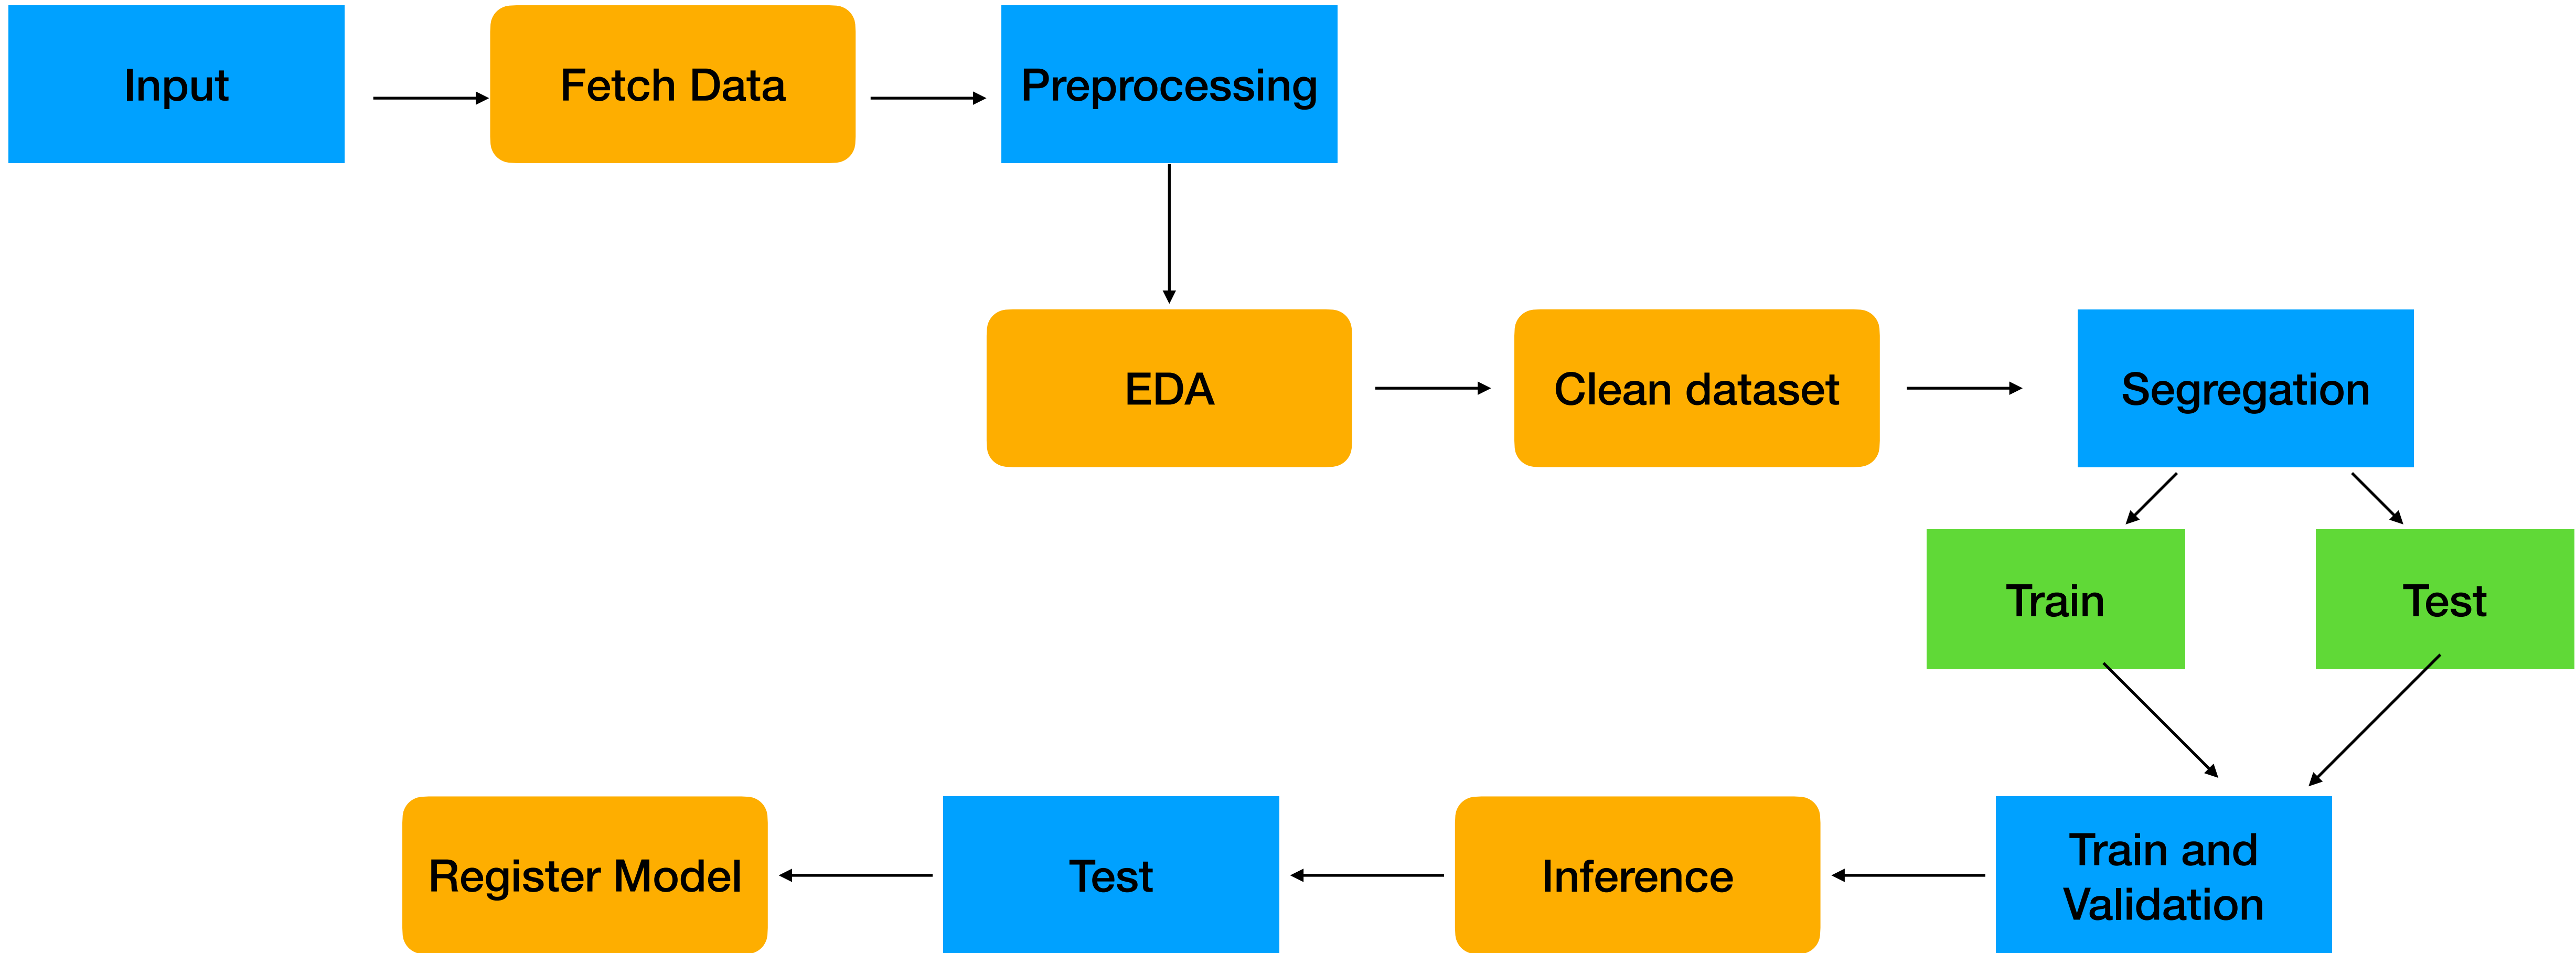 Input
Fetch Data
Preprocessing
EDA
Clean dataset
Segregation
Train
Test
Train and
Validation
Inference
Test
Register Model